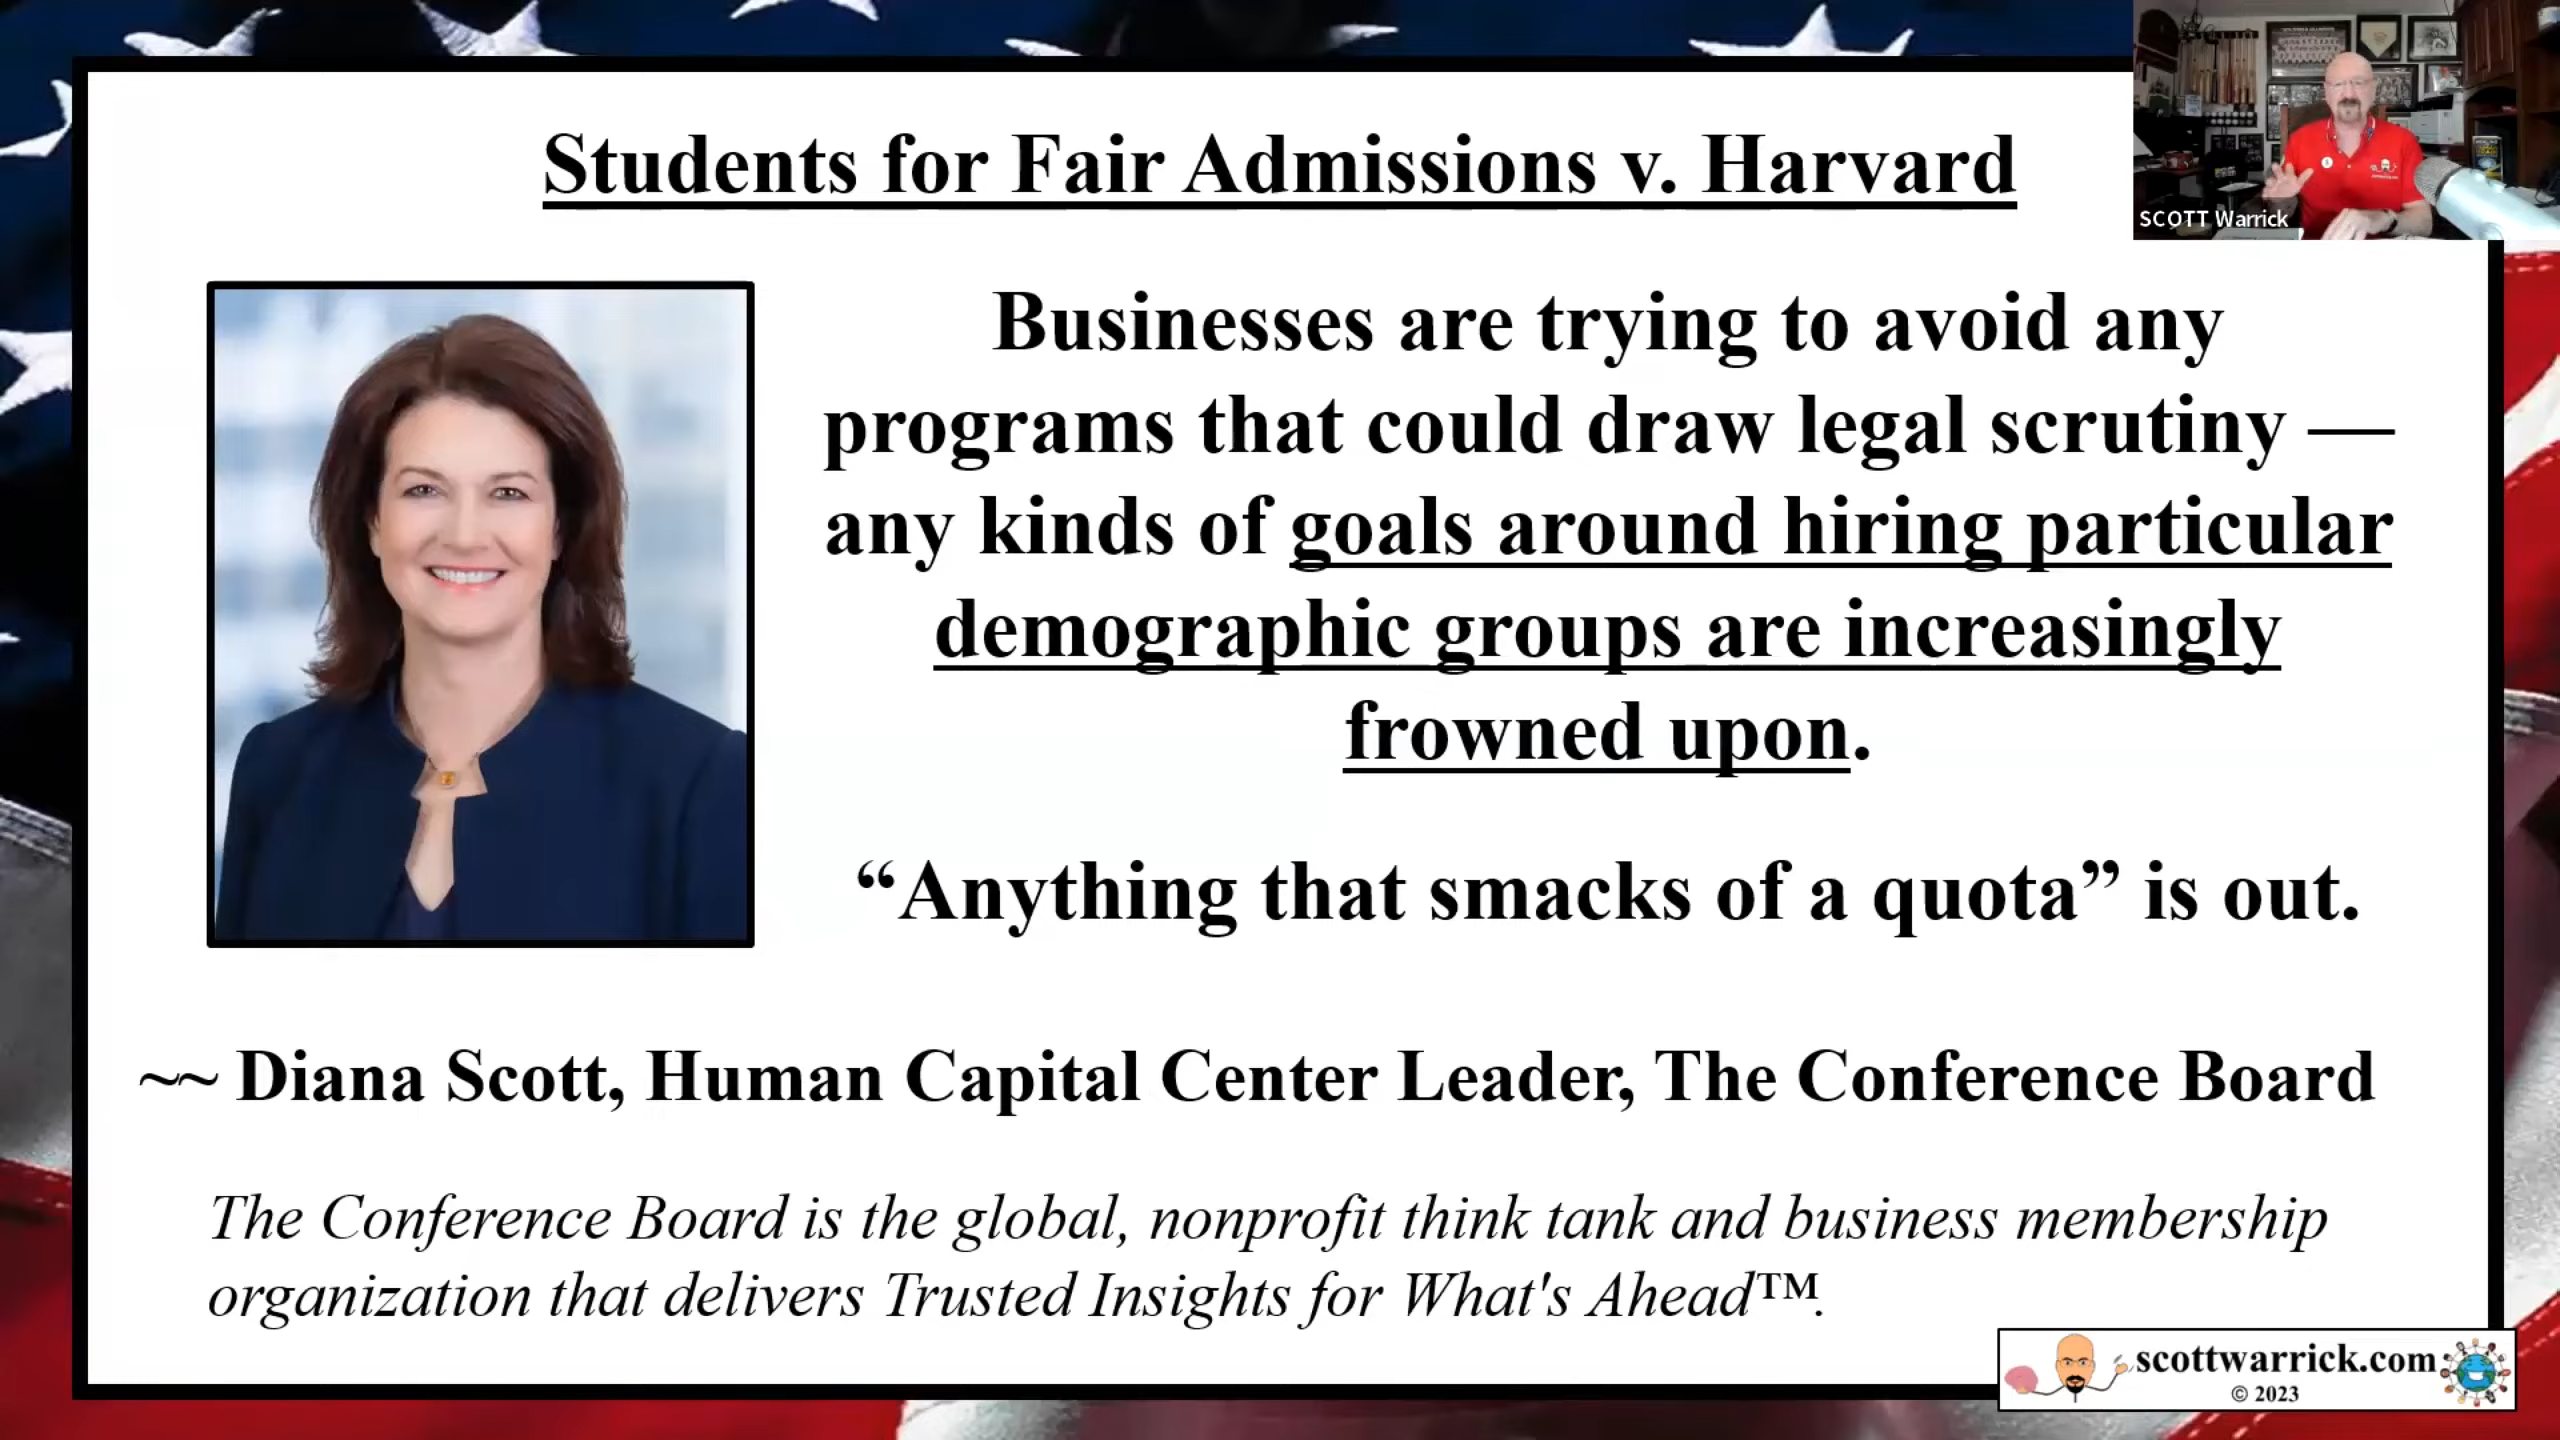 Students for Fair Admissions v. Harvard
SCOTT Warrick
Businesses are trying to avoid any
programs that could draw legal scrutiny —
any kinds of goals around hiring particular
demographic groups are increasingly
frowned upon.
“Anything that smacks of a quota” is out.
~~ Diana Scott, Human Capital Center Leader, The Conference Board
The Conference Board is the global, nonprofit think tank and business membership
organization that delivers Trusted Insights for What's Ahead™.
scottwarrick.com
© 2023